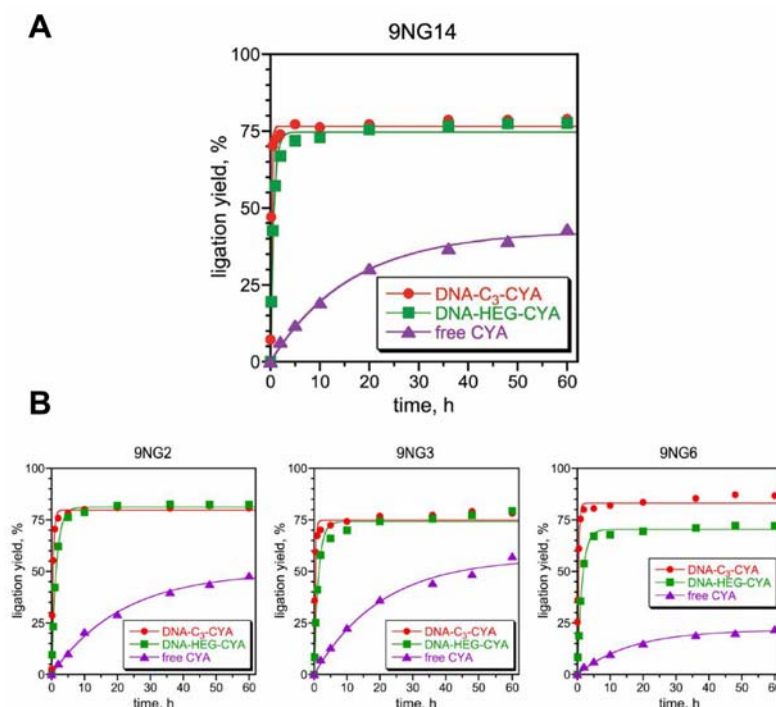 A
9NG14
100
75
50
25
0
ligation yield, %
DNA-C₃-CYA
DNA-HEG-CYA
free CYA
0 10 20 30 40 50 60
time, h
B
9NG2
100
75
50
25
0
ligation yield, %
DNA-C₃-CYA
DNA-HEG-CYA
free CYA
0 10 20 30 40 50 60
time, h
9NG3
100
75
50
25
0
ligation yield, %
DNA-C₃-CYA
DNA-HEG-CYA
free CYA
0 10 20 30 40 50 60
time, h
9NG6
100
75
50
25
0
ligation yield, %
DNA-C₃-CYA
DNA-HEG-CYA
free CYA
0 10 20 30 40 50 60
time, h